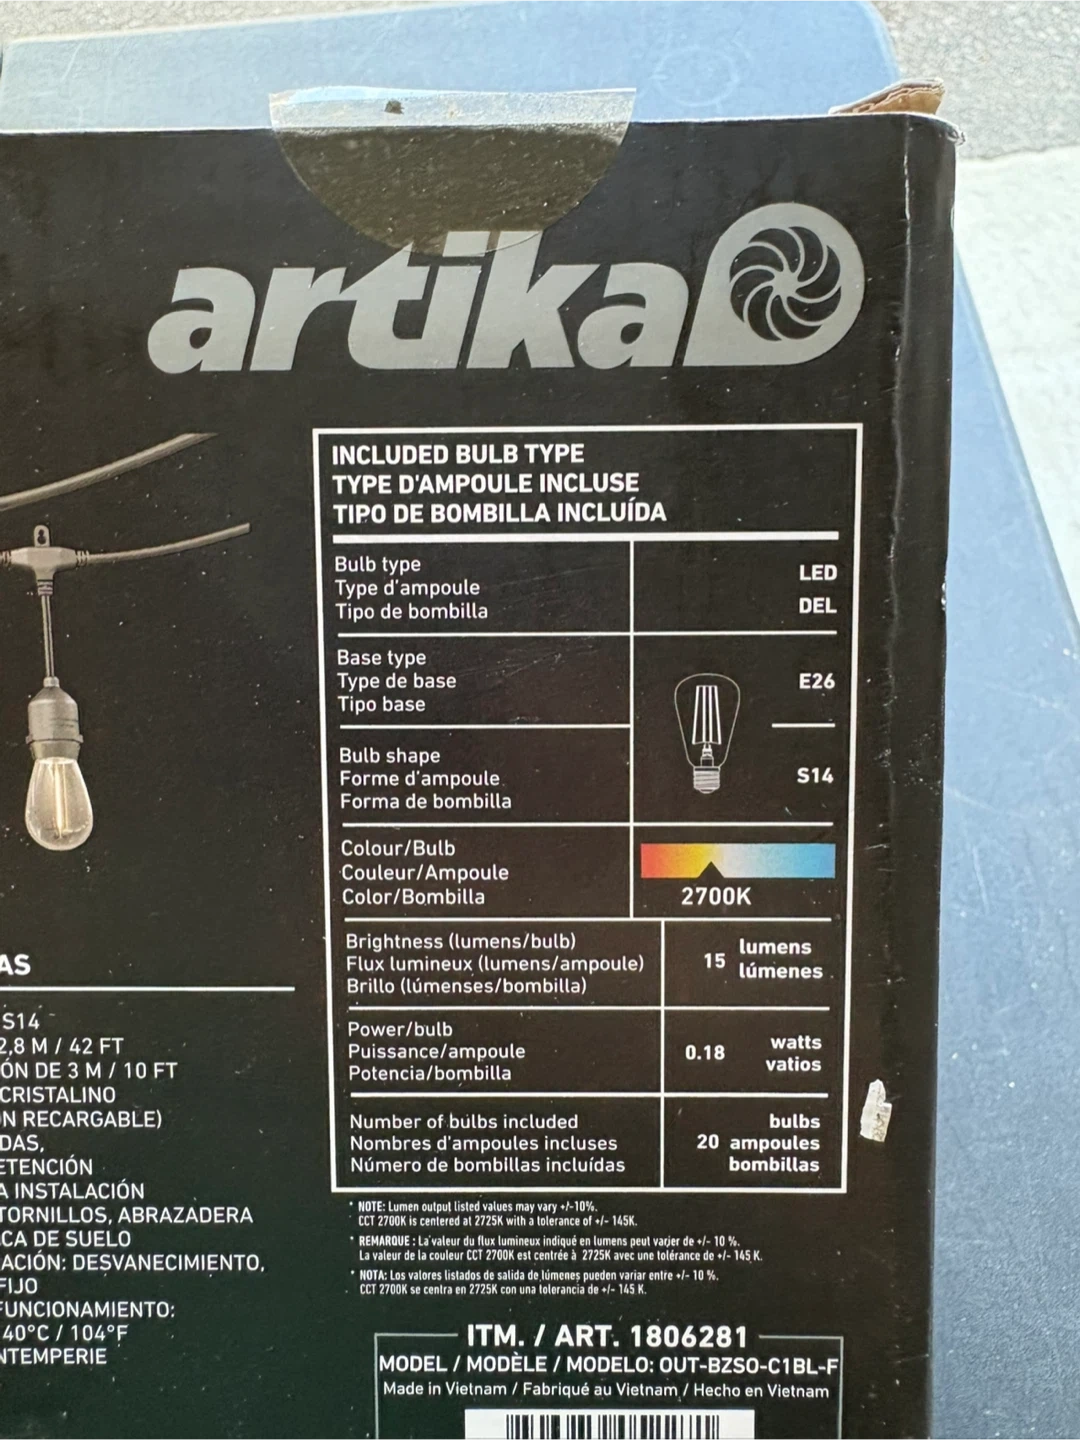 artika
INCLUDED BULB TYPE
TYPE D'AMPOULE INCLUSE
TIPO DE BOMBILLA INCLUÍDA
Bulb type
Type d'ampoule
Tipo de bombilla
LED
DEL
Base type
Type de base
Tipo base
E26
Bulb shape
Forme d'ampoule
Forma de bombilla
S14
Colour/Bulb
Couleur/Ampoule
Color/Bombilla
2700K
Brightness (lumens/bulb)
Flux lumineux (lumens/ampoule)
Brillo (lúmenses/bombilla)
15 lumens
lúmenes
Power/bulb
Puissance/ampoule
Potencia/bombilla
0.18 watts
vatios
Number of bulbs included
Nombres d'ampoules incluses
Número de bombillas incluídas
20 bulbs
ampoules
bombillas
* NOTE: Lumen output listed values may vary +/-10%.
CCT 2700K is centered at 2725K with a tolerance of +/- 145K.
* REMARQUE : La valeur du flux lumineux indiqué en lumens peut varier de +/- 10 %.
La valeur de la couleur CCT 2700K est centrée à 2725K avec une tolérance de +/- 145 K.
* NOTA: Los valores listados de salida de lúmenes pueden variar entre +/- 10 %.
CCT 2700K se centra en 2725K con una tolerancia de +/- 145 K.
ITM. / ART. 1806281
MODEL / MODÈLE / MODELO: OUT-BZSO-C1BL-F
Made in Vietnam / Fabriqué au Vietnam / Hecho en Vietnam
AS
S14
2,8 M / 42 FT
ÓN DE 3 M / 10 FT
CRISTALINO
N RECARGABLE)
DAS,
ETENCIÓN
A INSTALACIÓN
TORNILLOS, ABRAZADERA
CA DE SUELO
ACIÓN: DESVANECIMIENTO,
FIJO
FUNCIONAMIENTO:
40°C / 104°F
NTEMPERIE